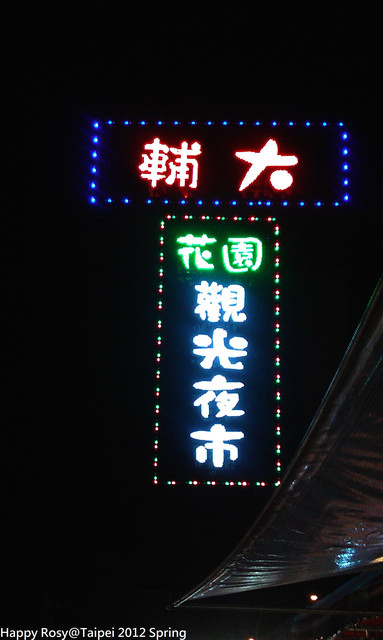 輔大
花園
觀
光
夜
市
Happy Rosy@Taipei 2012 Spring